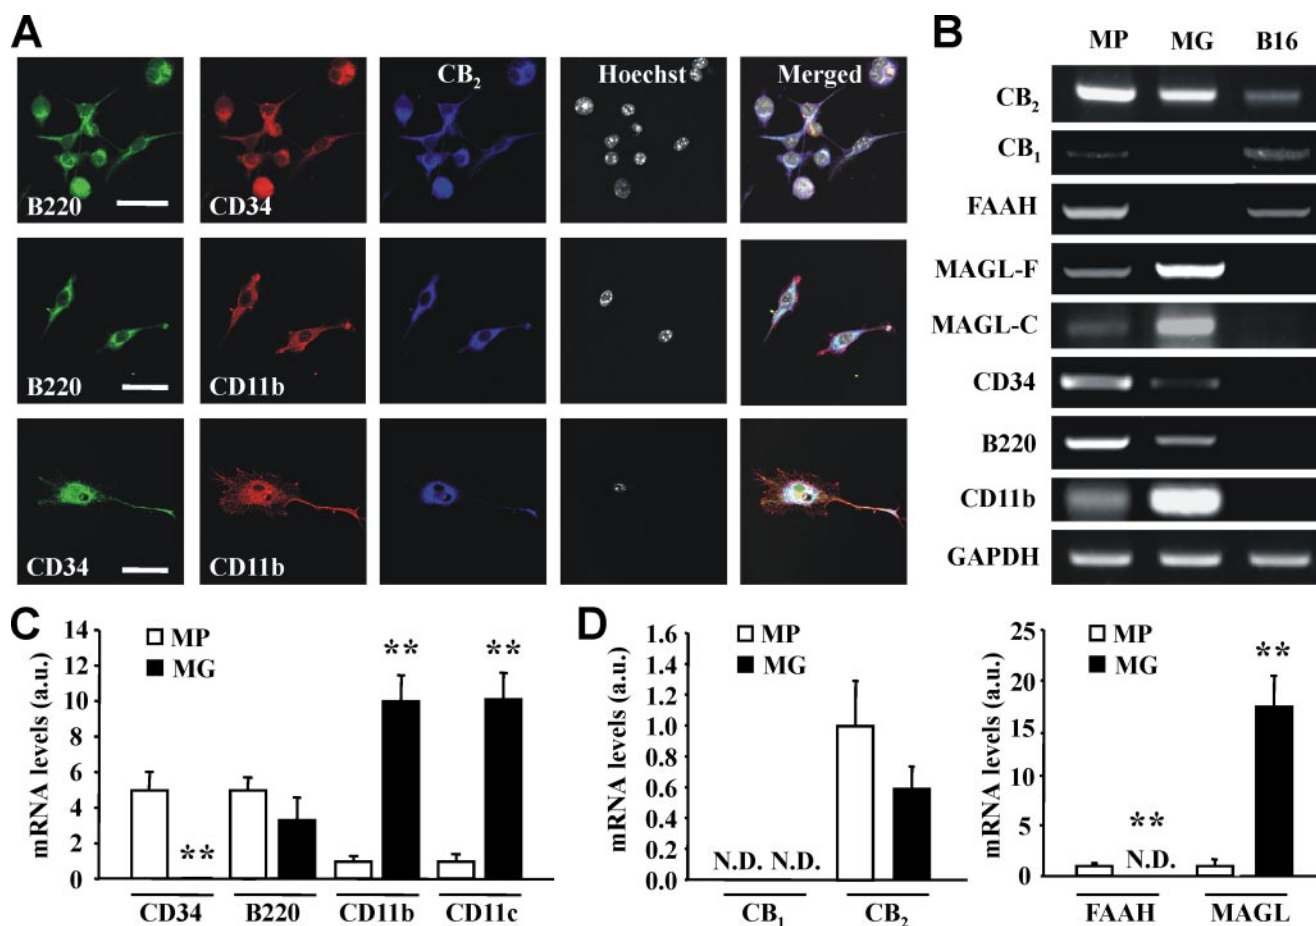 A
CB₂ Hoechst Merged
B220 CD34
B220 CD11b
CD34 CD11b
B
MP MG B16
CB₂
CB₁
FAAH
MAGL-F
MAGL-C
CD34
B220
CD11b
GAPDH
C
mRNA levels (a.u.)
14
12
10
8
6
4
2
0
MP
MG
**
**
**
CD34 B220 CD11b CD11c
D
mRNA levels (a.u.)
1.6
1.4
1.2
1.0
0.8
0.6
0.4
0.2
0.0
MP
MG
N.D. N.D.
CB₁ CB₂
mRNA levels (a.u.)
25
20
15
10
5
0
MP
MG
**
**
N.D.
FAAH MAGL